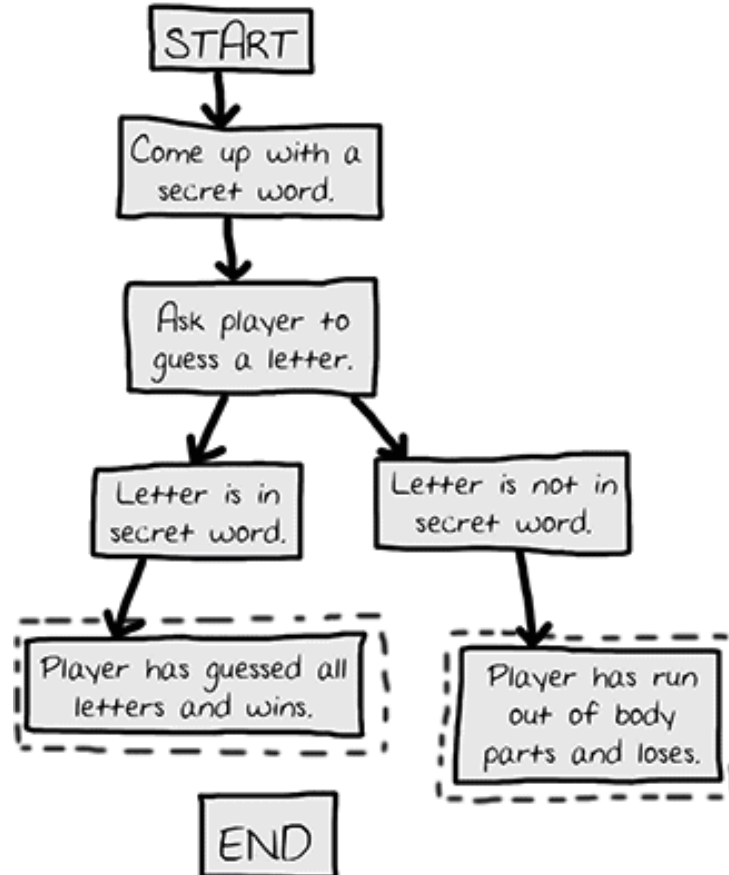 START
Come up with a
secret word.
Ask player to
guess a letter.
Letter is in
secret word.
Letter is not in
secret word.
Player has guessed all
letters and wins.
Player has run
out of body
parts and loses.
END